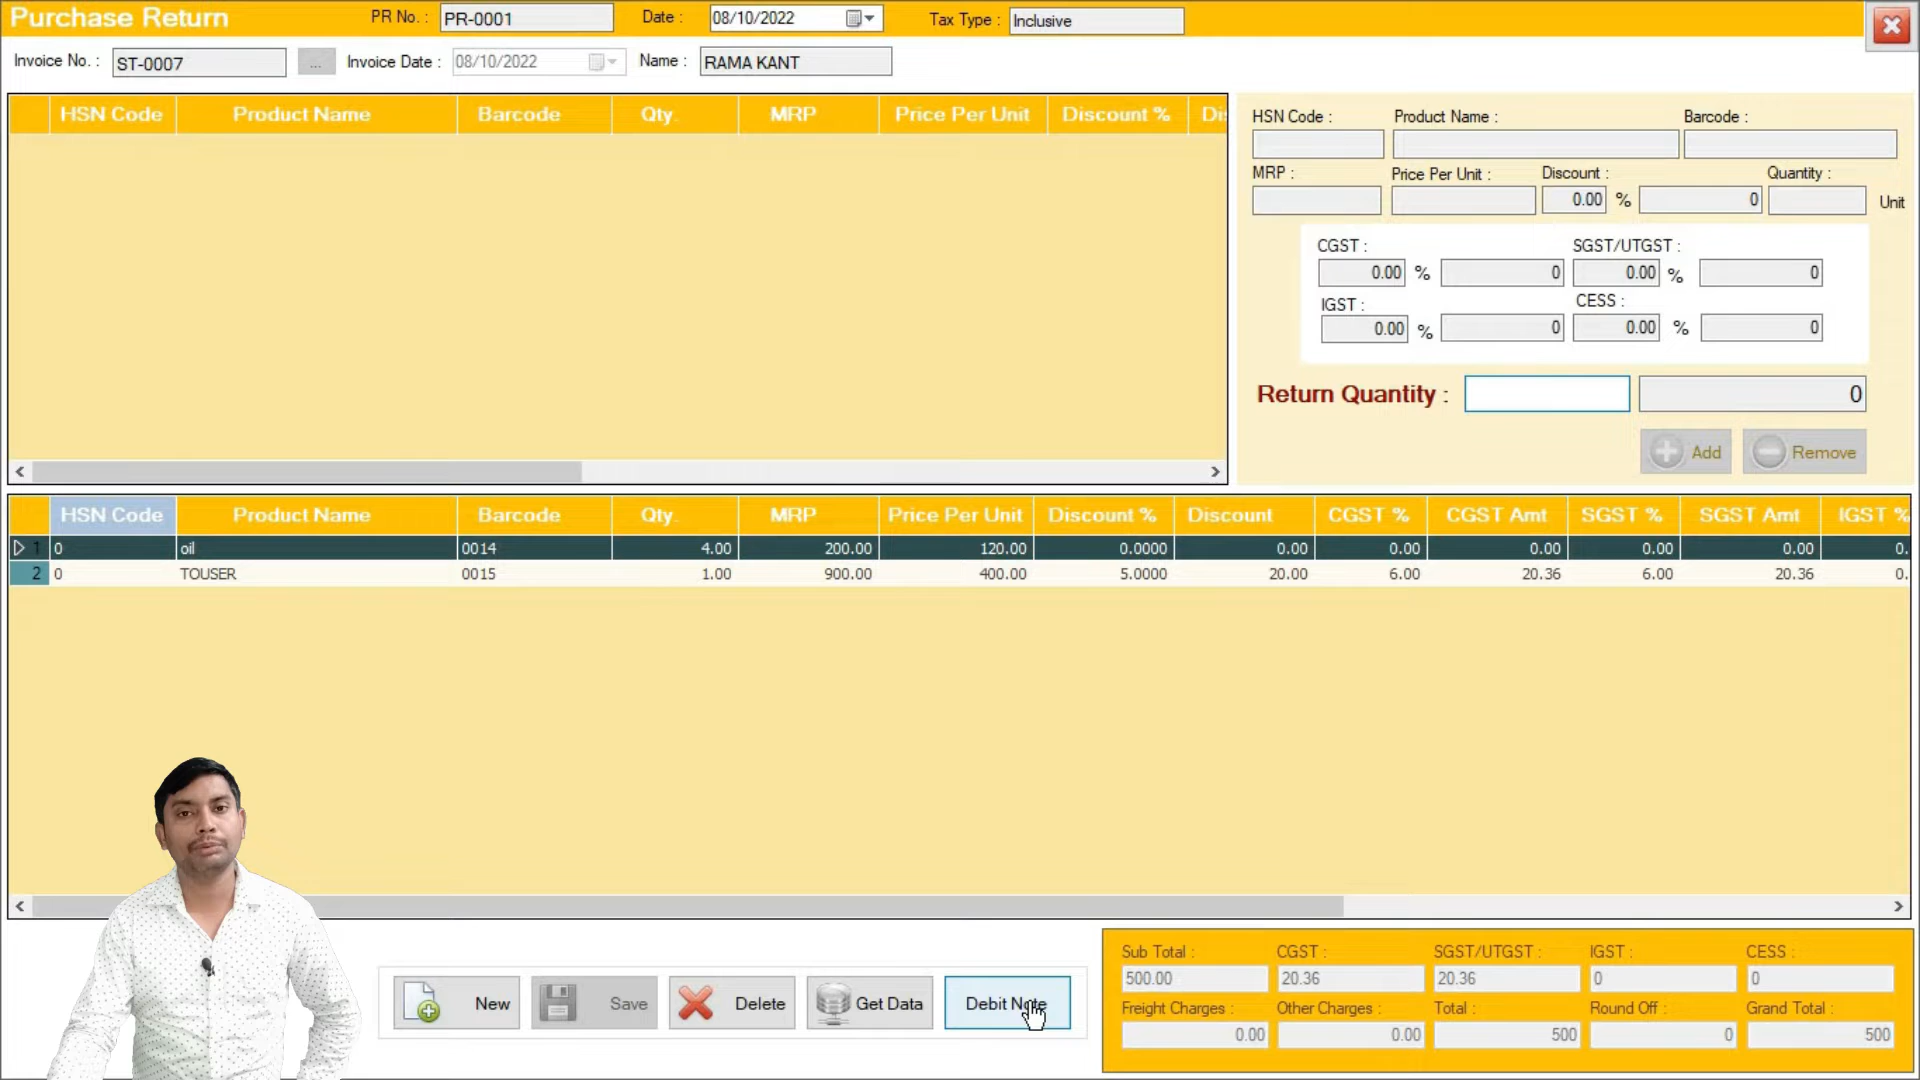 Purchase Return PR No. : PR-0001 Date : 08/10/2022 Tax Type : Inclusive
Invoice No. : ST-0007 ... Invoice Date : 08/10/2022 Name : RAMA KANT
HSN Code Product Name Barcode Qty. MRP Price Per Unit Discount %
HSN Code : Product Name : Barcode :
MRP : Price Per Unit : Discount : Quantity :
0.00 % 0 Unit
CGST : SGST/UTGST :
0.00 % 0 0.00 % 0
IGST : CESS :
0.00 % 0 0.00 % 0
Return Quantity : 0
Add Remove
HSN Code Product Name Barcode Qty. MRP Price Per Unit Discount % Discount CGST % CGST Amt SGST % SGST Amt IGST %
1 0 oil 0014 4.00 200.00 120.00 0.0000 0.00 0.00 0.00 0.00 0.00 0.
2 0 TOUSER 0015 1.00 900.00 400.00 5.0000 20.00 6.00 20.36 6.00 20.36 0.
New Save Delete Get Data Debit Note
Sub Total : CGST : SGST/UTGST : IGST : CESS :
500.00 20.36 20.36 0 0
Freight Charges : Other Charges : Total : Round Off : Grand Total :
0.00 0.00 500 0 500